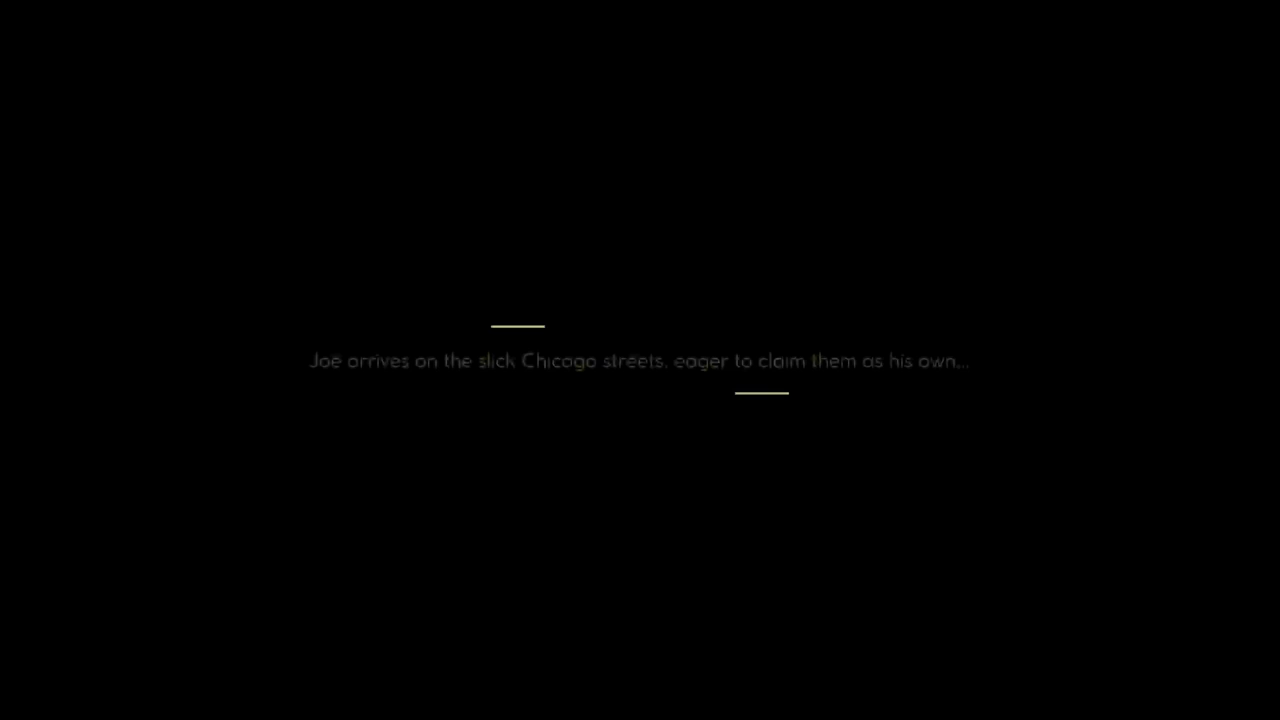 Joe arrives on the slick Chicago streets, eager to claim them as his own...